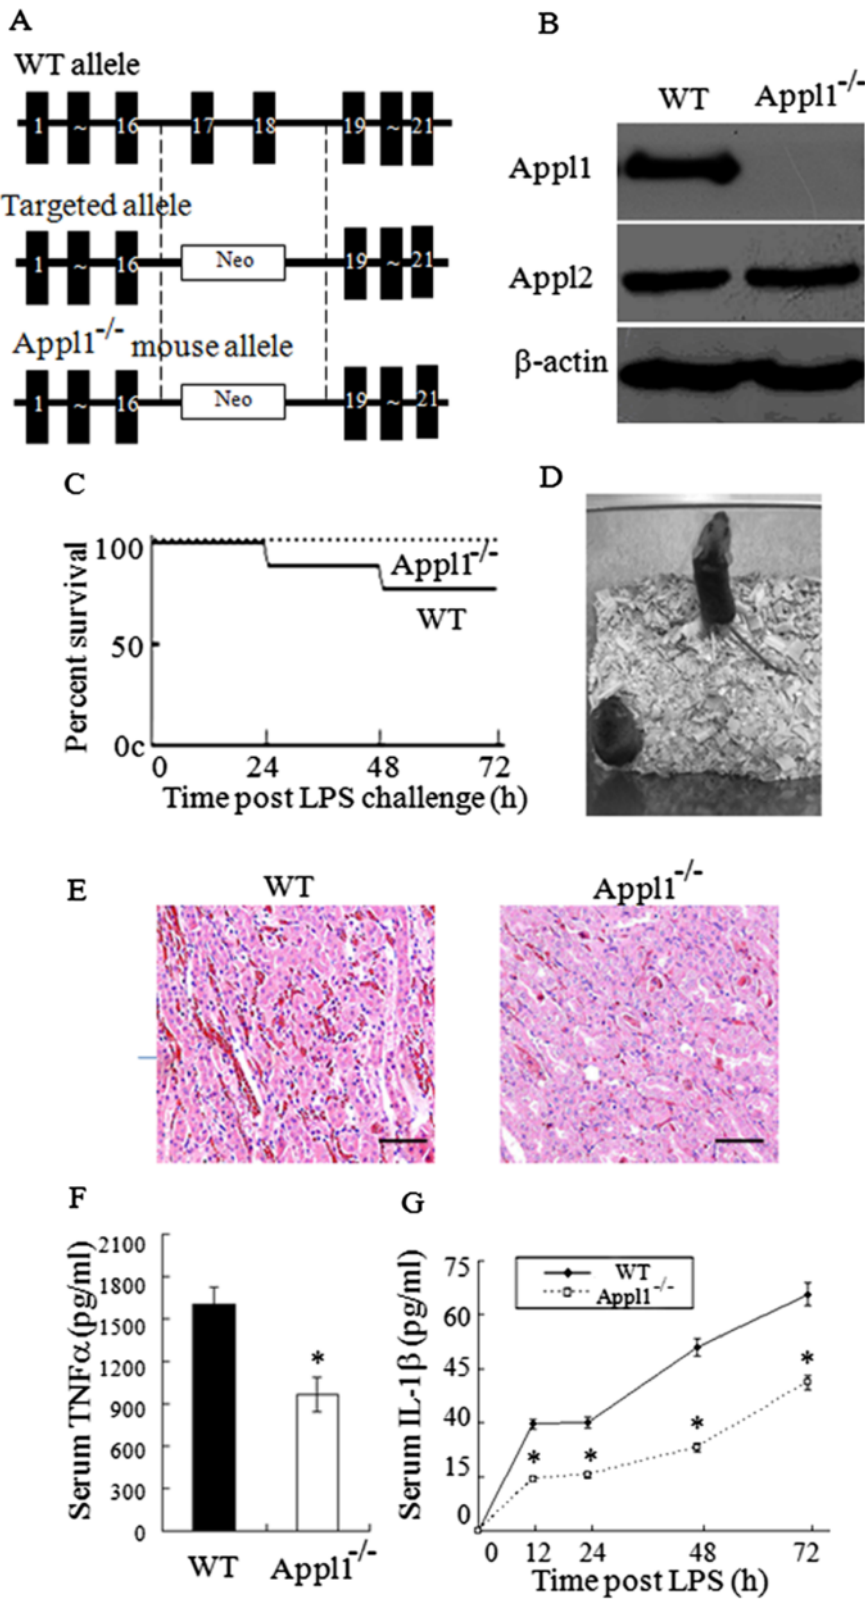 A
WT allele
1 ~ 16 17 18 19 ~ 21
Targeted allele
1 ~ 16 Neo 19 ~ 21
Appl1-/- mouse allele
1 ~ 16 Neo 19 ~ 21
B
WT Appl1-/-
Appl1
Appl2
β-actin
C
Percent survival
100
50
0c
Appl1-/-
WT
0 24 48 72
Time post LPS challenge (h)
D
E
WT Appl1-/-
F
Serum TNFα (pg/ml)
2100
1800
1500
1200
900
600
300
0
*
WT Appl1-/-
G
Serum IL-1β (pg/ml)
75
60
45
40
15
0
WT
Appl1-/-
* * * *
0 12 24 48 72
Time post LPS (h)